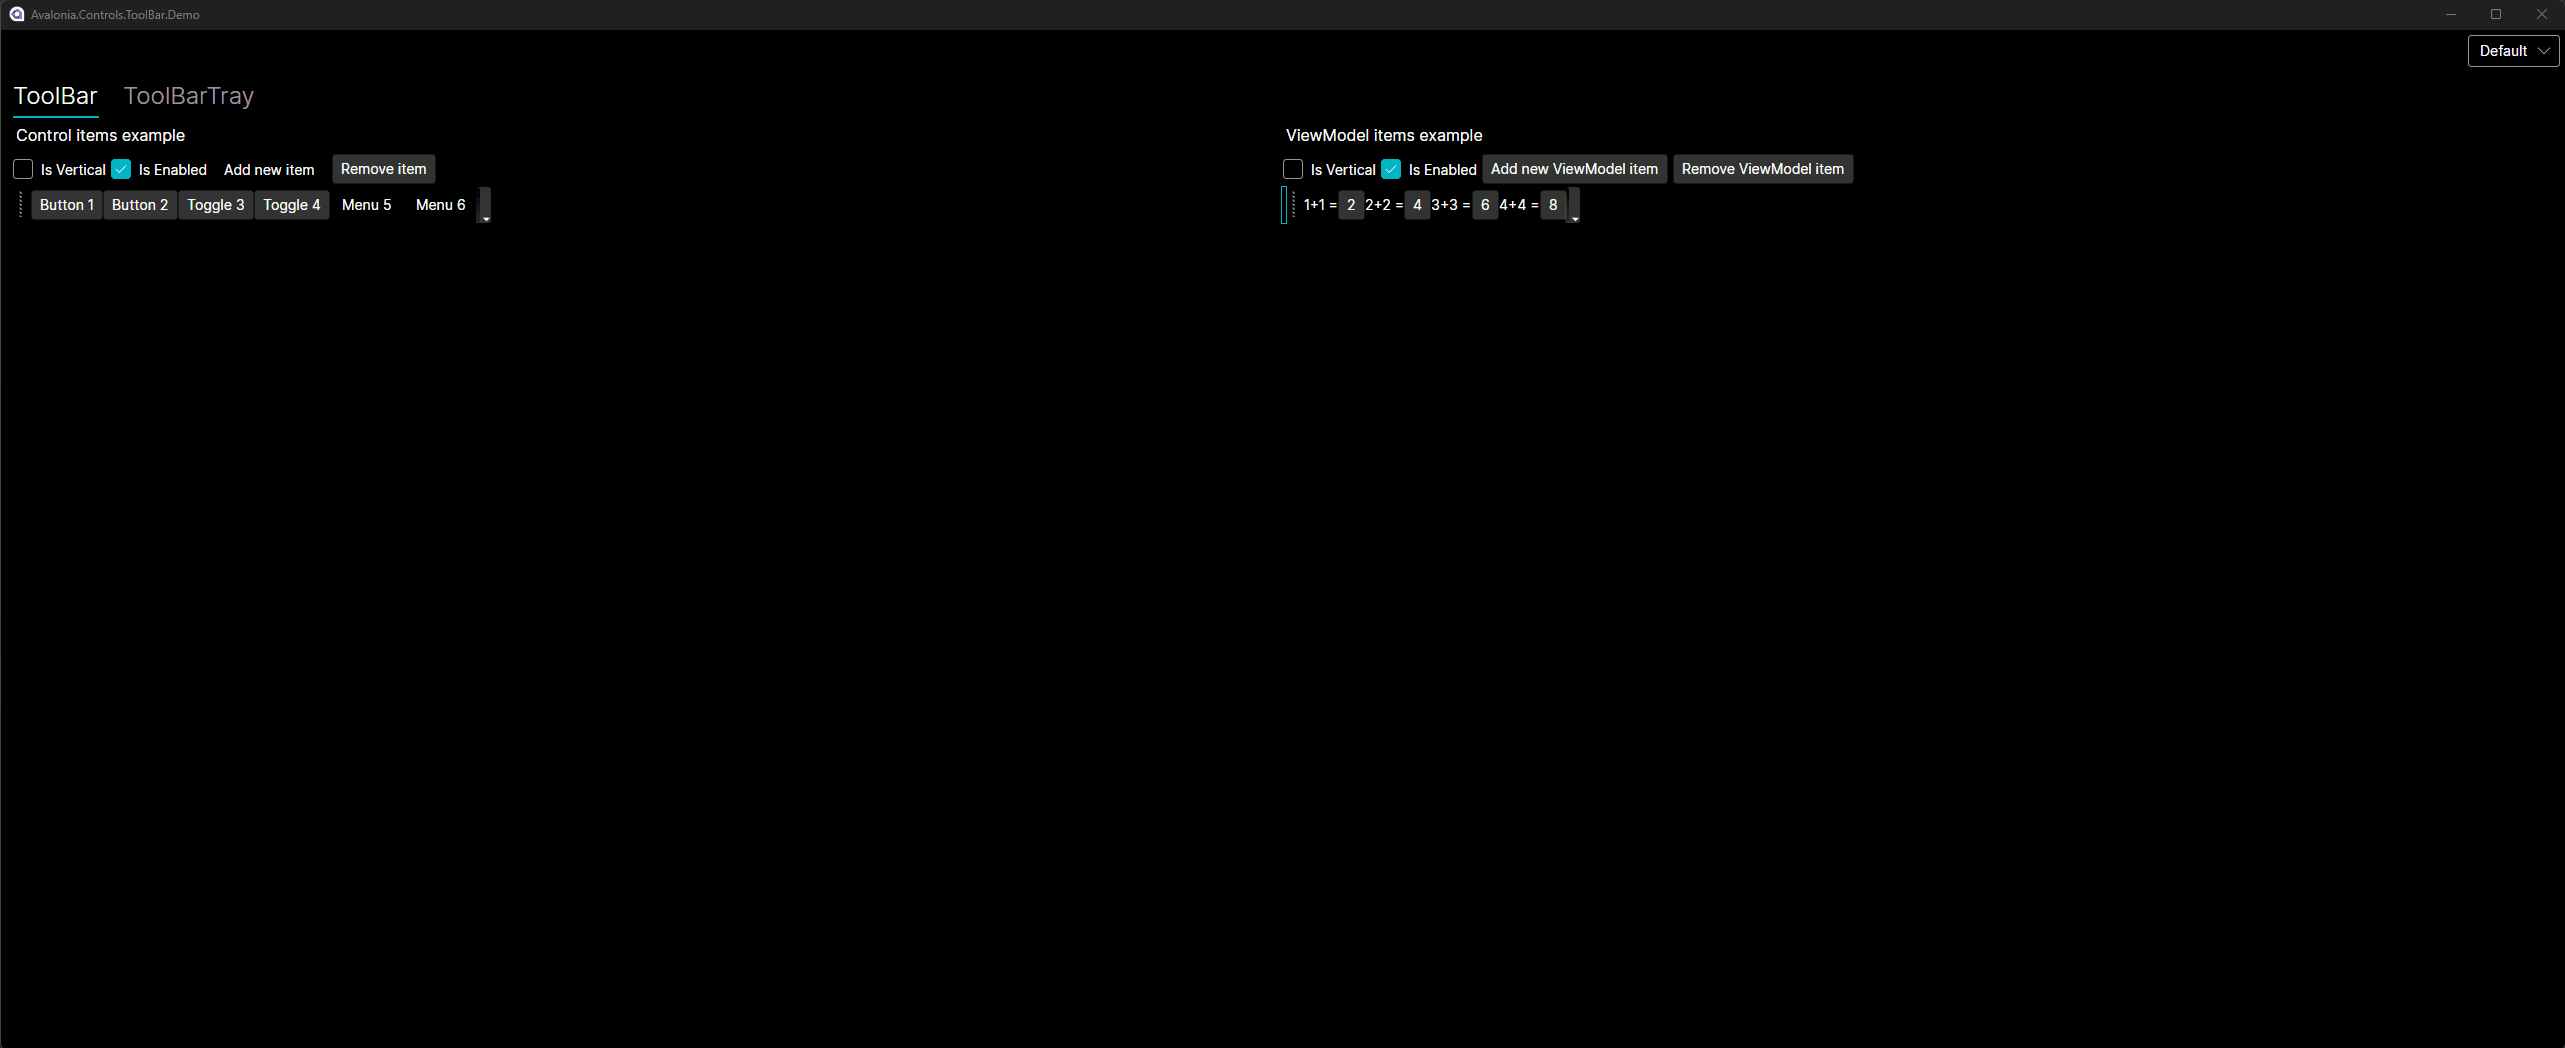 Avalonia.Controls.ToolBar.Demo
Default
ToolBar ToolBarTray
Control items example
Is Vertical Is Enabled Add new item Remove item
Button 1 Button 2 Toggle 3 Toggle 4 Menu 5 Menu 6
ViewModel items example
Is Vertical Is Enabled Add new ViewModel item Remove ViewModel item
1+1 = 2 2+2 = 4 3+3 = 6 4+4 = 8